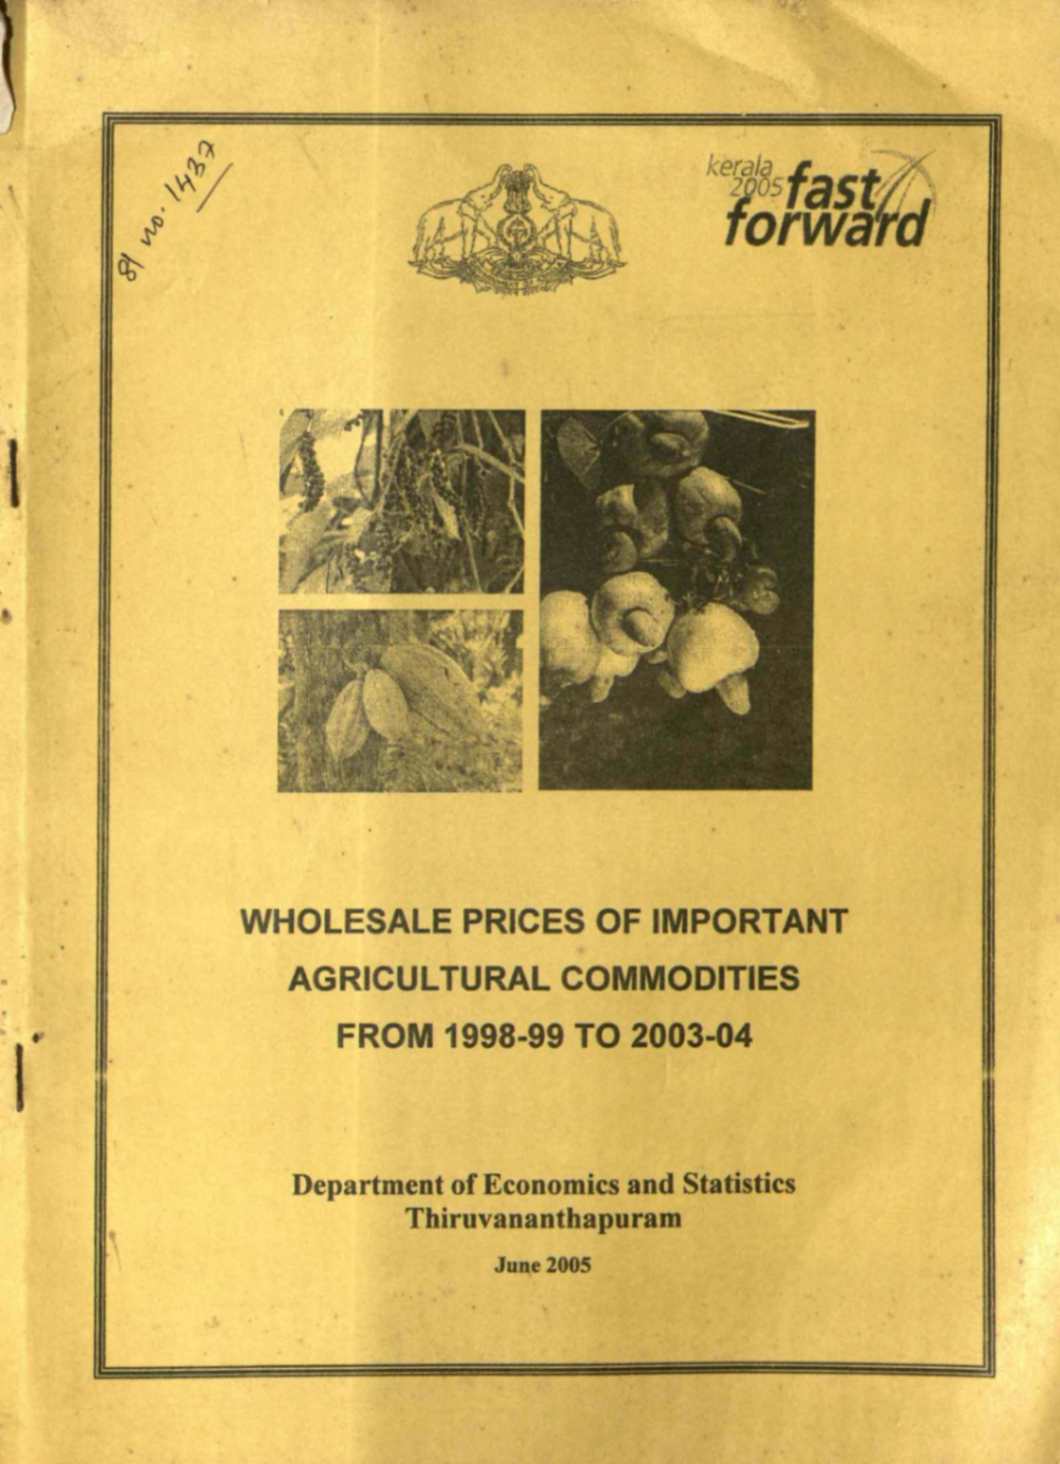 Sl no. 1437
kerala
2005 fast
forward
WHOLESALE PRICES OF IMPORTANT
AGRICULTURAL COMMODITIES
FROM 1998-99 TO 2003-04
Department of Economics and Statistics
Thiruvananthapuram
June 2005